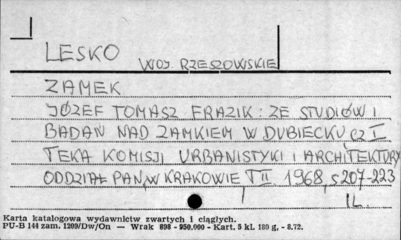 LESKO WOJ. RZESZOWSKIE
ZAMEK
JÓZEF TOMASZ FRAZIK: ZE STUDIÓW I
BADAŃ NAD ZAMKIEM W DUBIECKU CZ I
TEKA KOMISJI URBANISTYKI I ARCHITEKTURY
ODDZIAŁ PAN, W KRAKOWIE T II 1968, S 207-223
IL.
Karta katalogowa wydawnictw zwartych i ciągłych.
PU-B 144 zam. 1209/Dw/On — Wrak 898 - 950.000 - Kart. 5 kl. 180 g, - 8.72.